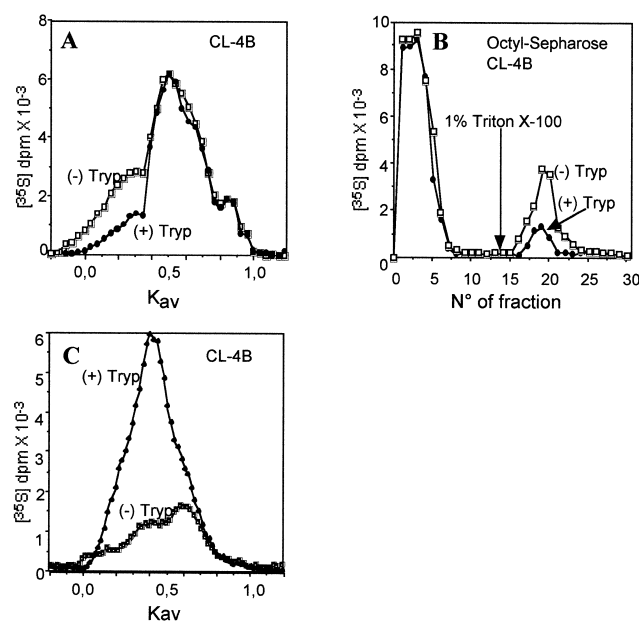 A
CL-4B
[35S] dpm X 10-3
8
6
4
2
0
(-) Tryp
(+) Tryp
0,0
0,5
1,0
Kav
B
Octyl-Sepharose
CL-4B
[35S] dpm X 10-3
10
8
6
4
2
0
1% Triton X-100
(-) Tryp
(+) Tryp
0
5
10
15
20
25
30
N° of fraction
C
CL-4B
[35S] dpm X 10-3
6
5
4
3
2
1
0
(+) Tryp
(-) Tryp
0,0
0,5
1,0
Kav